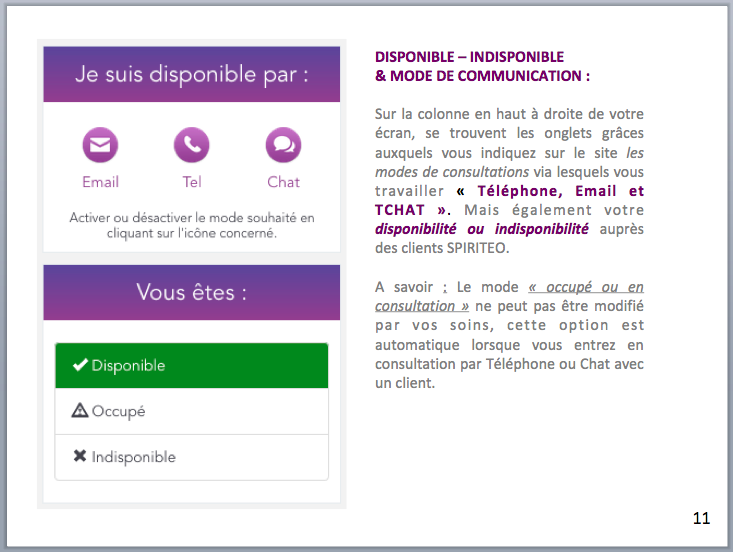 Je suis disponible par :
Email
Tel
Chat
Activer ou désactiver le mode souhaité en
cliquant sur l'icône concerné.
Vous êtes :
Disponible
Occupé
Indisponible
DISPONIBLE – INDISPONIBLE
& MODE DE COMMUNICATION :
Sur la colonne en haut à droite de votre
écran, se trouvent les onglets grâces
auxquels vous indiquez sur le site les
modes de consultations via lesquels vous
travailler « Téléphone, Email et
TCHAT ». Mais également votre
disponibilité ou indisponibilité auprès
des clients SPIRITEO.
A savoir : Le mode « occupé ou en
consultation » ne peut pas être modifié
par vos soins, cette option est
automatique lorsque vous entrez en
consultation par Téléphone ou Chat avec
un client.
11